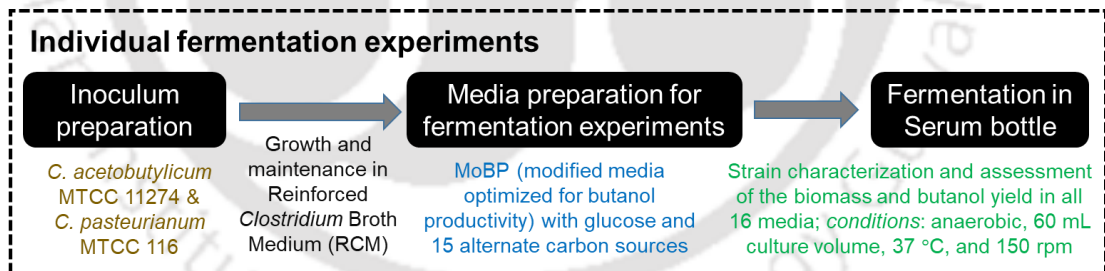 Individual fermentation experiments
Inoculum
preparation
Media preparation for
fermentation experiments
Fermentation in
Serum bottle
C. acetobutylicum
MTCC 11274 &
C. pasteurianum
MTCC 116
Growth and
maintenance in
Reinforced
Clostridium Broth
Medium (RCM)
MoBP (modified media
optimized for butanol
productivity) with glucose and
15 alternate carbon sources
Strain characterization and assessment
of the biomass and butanol yield in all
16 media; conditions: anaerobic, 60 mL
culture volume, 37 °C, and 150 rpm